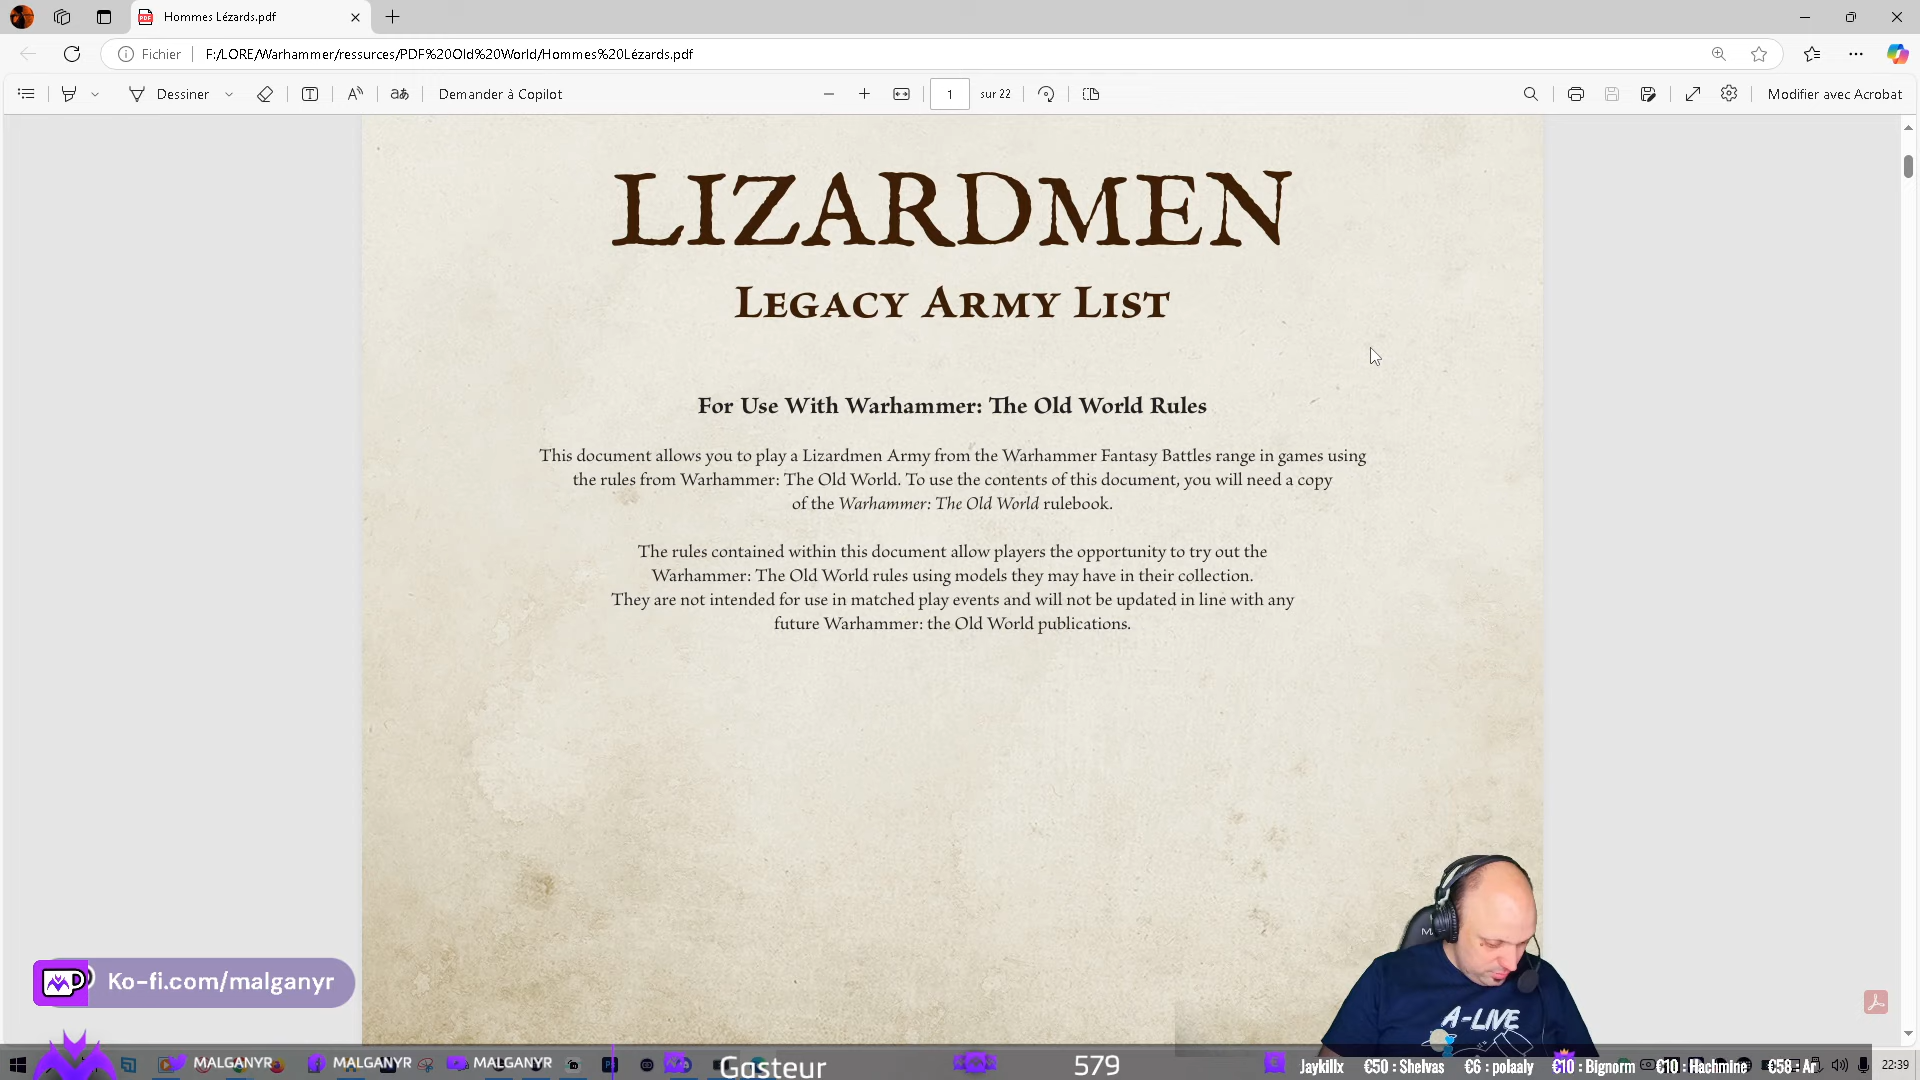 Hommes Lézards.pdf
Fichier
F:/LORE/Warhammer/ressurces/PDF%20Old%20World/Hommes%20Lézards.pdf
Dessiner
aあ
Demander à Copilot
1
sur 22
Modifier avec Acrobat
LIZARDMEN
Legacy Army List
For Use With Warhammer: The Old World Rules
This document allows you to play a Lizardmen Army from the Warhammer Fantasy Battles range in games using
the rules from Warhammer: The Old World. To use the contents of this document, you will need a copy
of the Warhammer: The Old World rulebook.
The rules contained within this document allow players the opportunity to try out the
Warhammer: The Old World rules using models they may have in their collection.
They are not intended for use in matched play events and will not be updated in line with any
future Warhammer: the Old World publications.
A-LIVE
Ko-fi.com/malganyr
MALGANYR
MALGANYR
MALGANYR
Gasteur
579
Jaykillx
€50 : Shelvas
€6 : polaaly
€10 : Bignorm
€10 : Hachmine
€58 - Ar
22:39